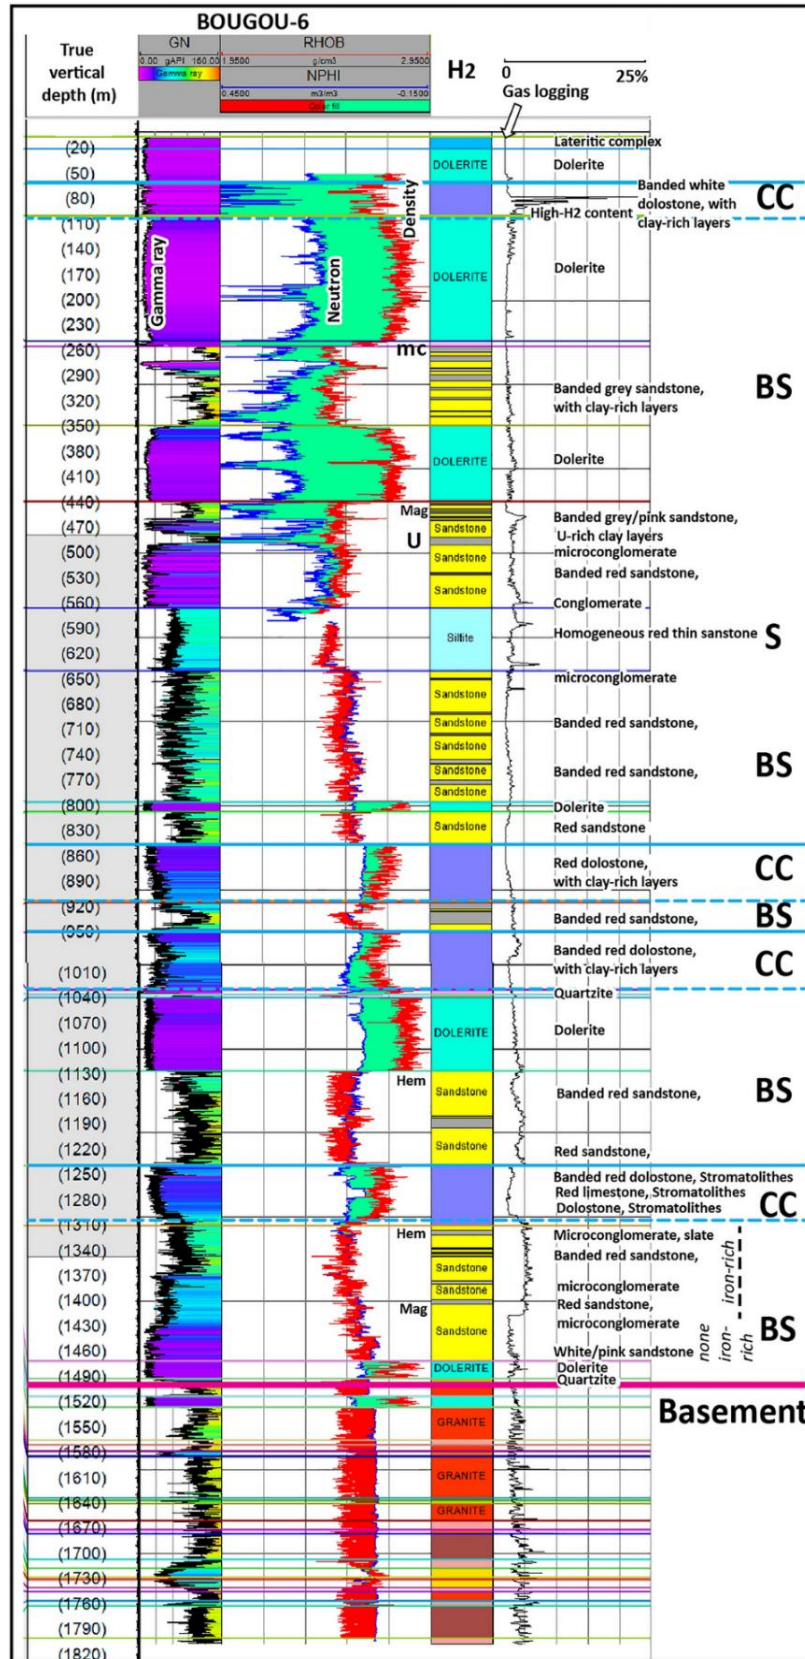 BOUGOU-6
True
vertical
depth (m)
GN
0.00 gAPI 160.00
Gamma ray
RHOB
1.9500 g/cm3 2.9500
NPHI
0.4500 m3/m3 -0.1500
Color fill
H2
0 25%
Gas logging
(20)
(50)
(80)
(110)
(140)
(170)
(200)
(230)
(260)
(290)
(320)
(350)
(380)
(410)
(440)
(470)
(500)
(530)
(560)
(590)
(620)
(650)
(680)
(710)
(740)
(770)
(800)
(830)
(860)
(890)
(920)
(950)
(1010)
(1040)
(1070)
(1100)
(1130)
(1160)
(1190)
(1220)
(1250)
(1280)
(1310)
(1340)
(1370)
(1400)
(1430)
(1460)
(1490)
(1520)
(1550)
(1580)
(1610)
(1640)
(1670)
(1700)
(1730)
(1760)
(1790)
(1820)
Gamma ray
Neutron
Density
mc
Mag
U
Hem
Hem
Mag
DOLERITE
DOLERITE
DOLERITE
Sandstone
Sandstone
Sandstone
Siltite
Sandstone
Sandstone
Sandstone
Sandstone
Sandstone
Sandstone
DOLERITE
Sandstone
Sandstone
Sandstone
Sandstone
Sandstone
DOLERITE
GRANITE
GRANITE
GRANITE
Lateritic complex
Dolerite
Banded white
dolostone, with
High-H2 content
clay-rich layers
Dolerite
Banded grey sandstone,
with clay-rich layers
Dolerite
Banded grey/pink sandstone,
U-rich clay layers
microconglomerate
Banded red sandstone,
Conglomerate
Homogeneous red thin sanstone
microconglomerate
Banded red sandstone,
Banded red sandstone,
Dolerite
Red sandstone
Red dolostone,
with clay-rich layers
Banded red sandstone,
Banded red dolostone,
with clay-rich layers
Quartzite
Dolerite
Banded red sandstone,
Red sandstone,
Banded red dolostone, Stromatolithes
Red limestone, Stromatolithes
Dolostone, Stromatolithes
Microconglomerate, slate
Banded red sandstone,
microconglomerate
Red sandstone,
microconglomerate
White/pink sandstone
Dolerite
Quartzite
iron-rich
none
iron-
rich
CC
BS
S
BS
CC
BS
CC
BS
CC
BS
Basement